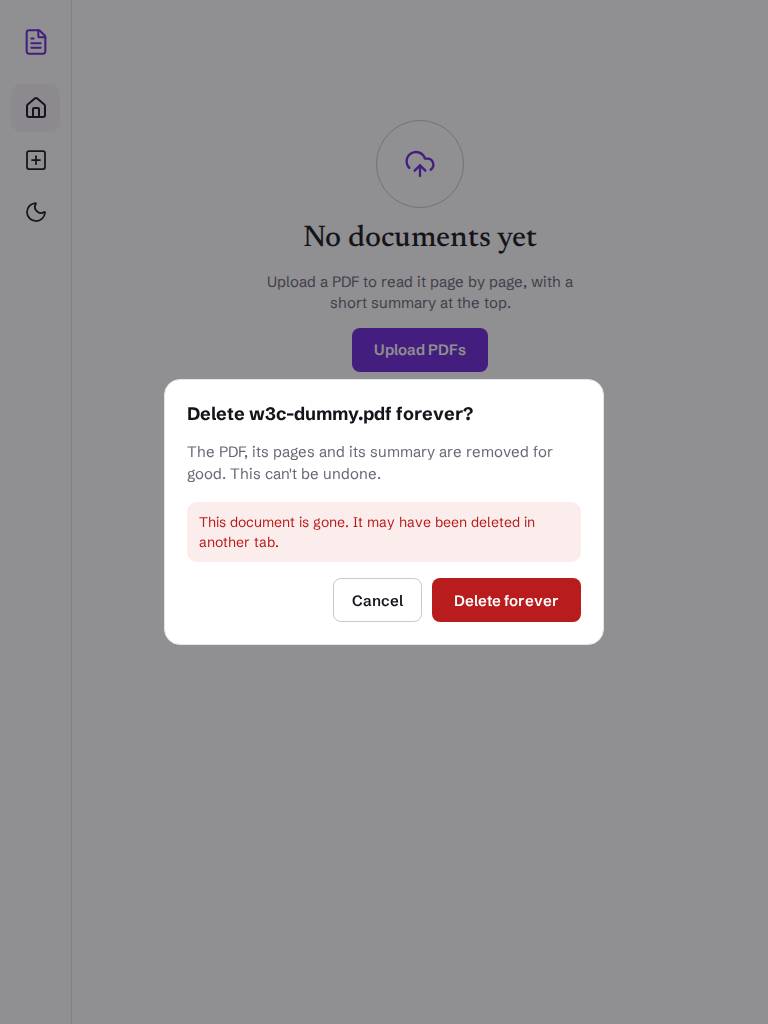 No documents yet
Upload a PDF to read it page by page, with a
short summary at the top.
Upload PDFs
Delete w3c-dummy.pdf forever?
The PDF, its pages and its summary are removed for
good. This can't be undone.
This document is gone. It may have been deleted in
another tab.
Cancel
Delete forever